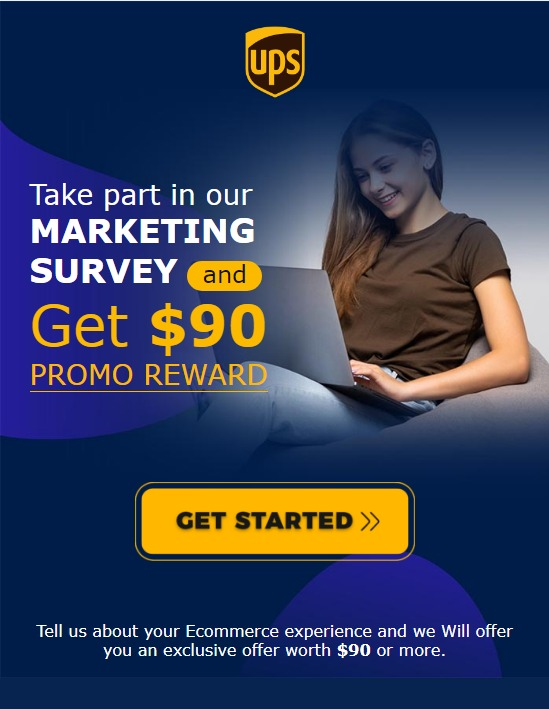 ups
Take part in our
MARKETING
SURVEY and
Get $90
PROMO REWARD
GET STARTED >>
Tell us about your Ecommerce experience and we Will offer
you an exclusive offer worth $90 or more.